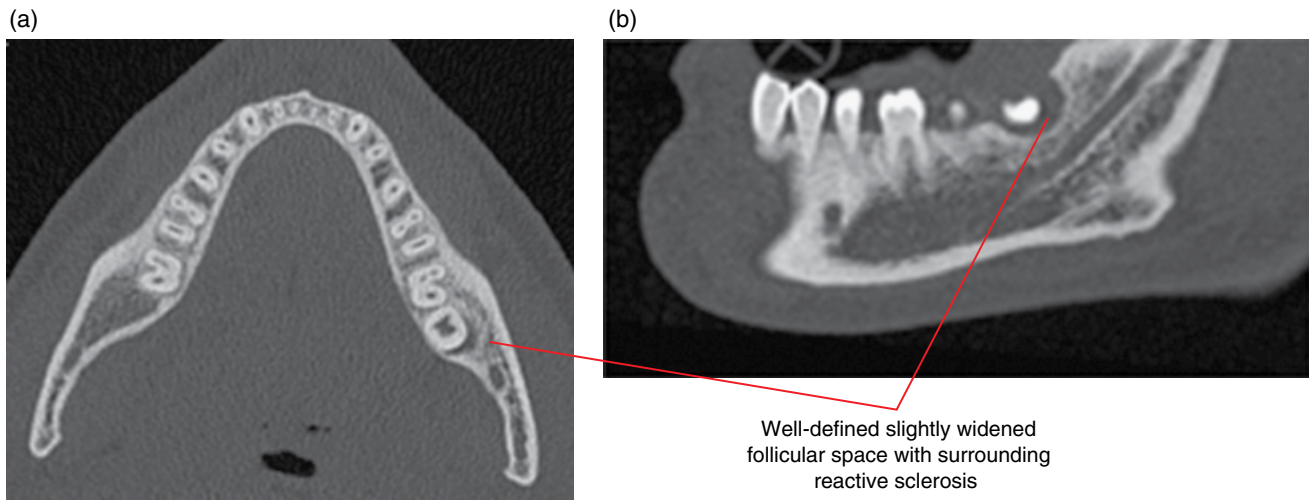 (a)
(b)
Well-defined slightly widened
follicular space with surrounding
reactive sclerosis